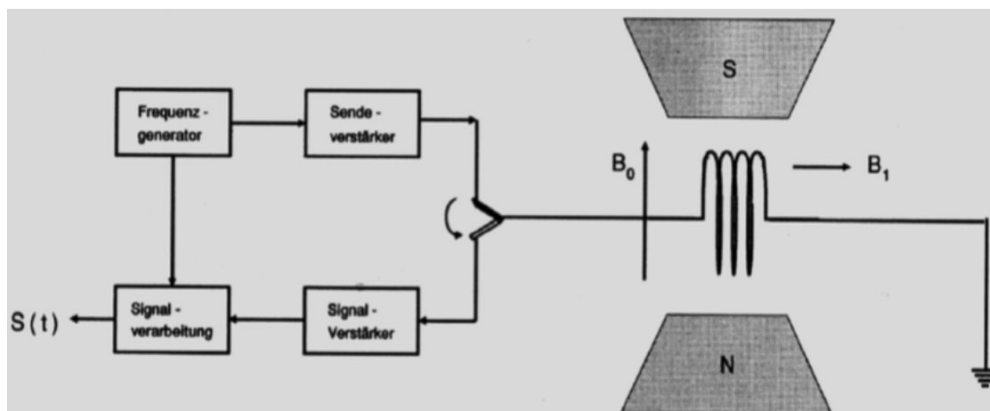 S
Frequenz -
generator
Sende-
verstärker
B0
B1
S(t)
Signal -
verarbeitung
Signal -
Verstärker
N